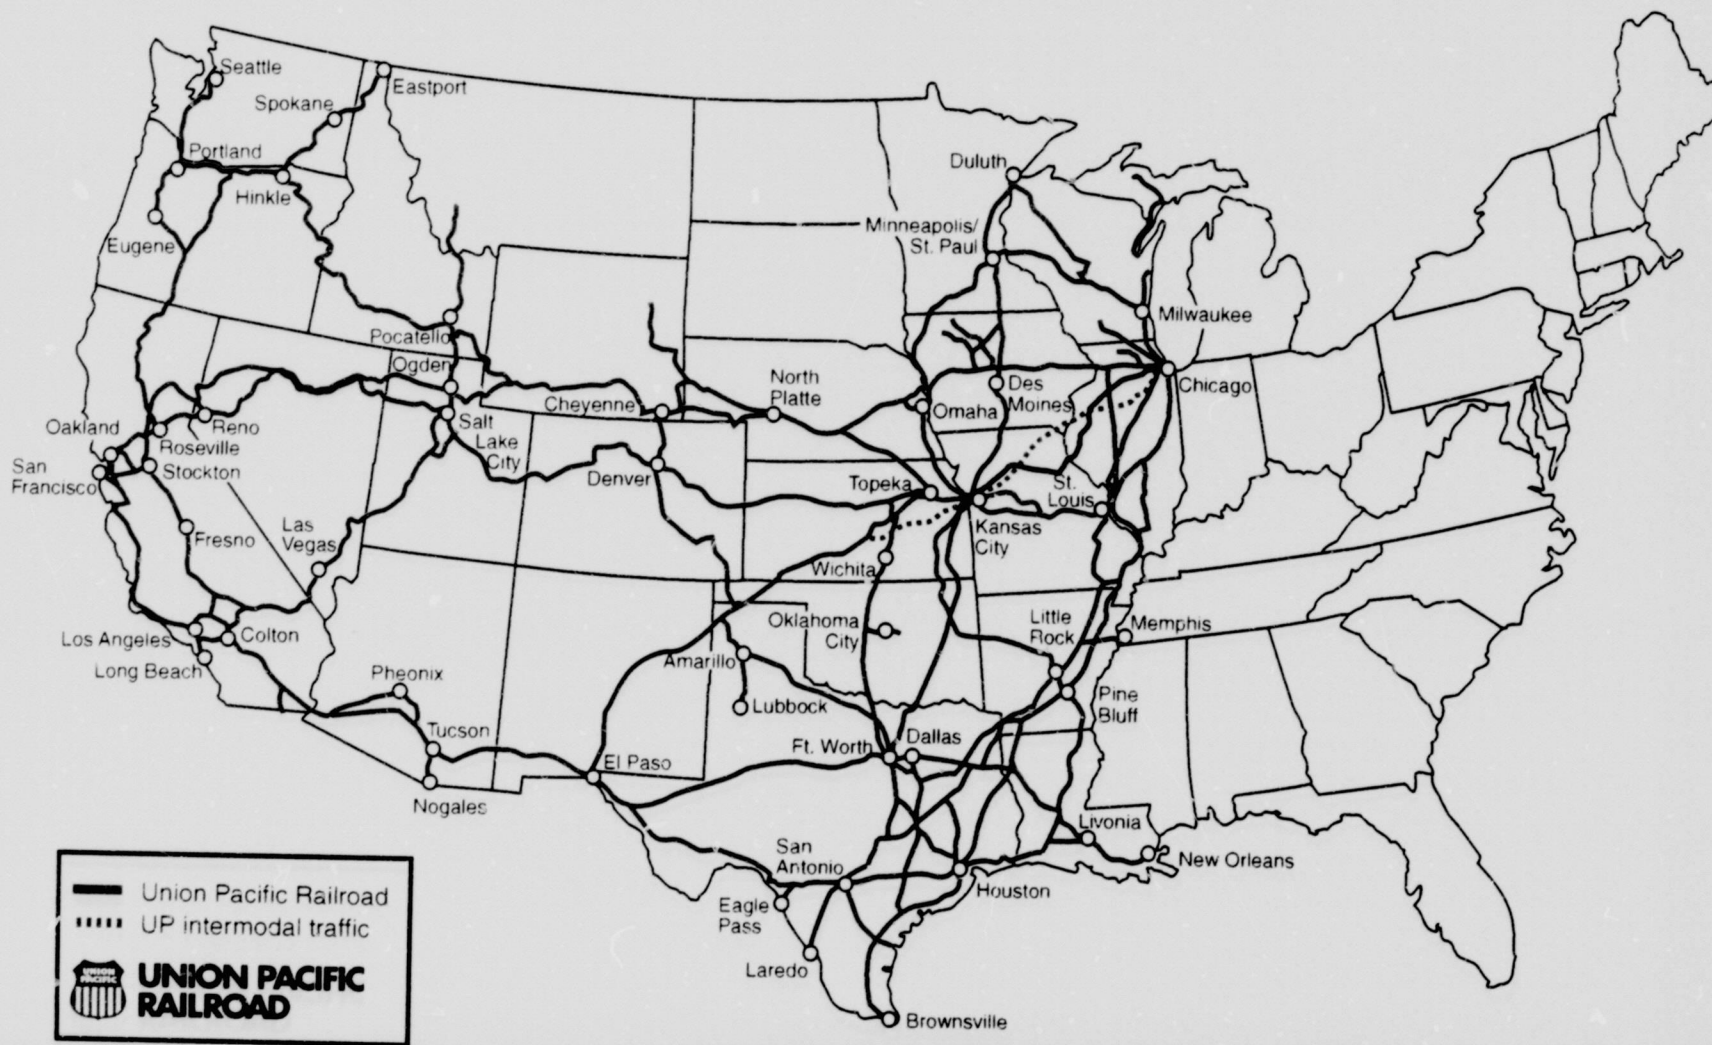 Seattle
Eastport
Spokane
Portland
Hinkle
Duluth
Eugene
Minneapolis/
St. Paul
Pocatello
Milwaukee
Ogden
Chicago
North
Platte
Des
Moines
Cheyenne
Omaha
Oakland
Reno
Roseville
Salt
Lake
City
San
Francisco
Stockton
Denver
Topeka
St.
Louis
Las
Vegas
Fresno
Kansas
City
Wichita
Los Angeles
Colton
Oklahoma
City
Little
Rock
Memphis
Long Beach
Pheonix
Amarillo
Lubbock
Pine
Bluff
Tucson
Ft. Worth
Dallas
El Paso
Nogales
Livonia
San
Antonio
New Orleans
Houston
Eagle
Pass
Laredo
Brownsville
Union Pacific Railroad
UP intermodal traffic
UNION
PACIFIC
UNION PACIFIC
RAILROAD